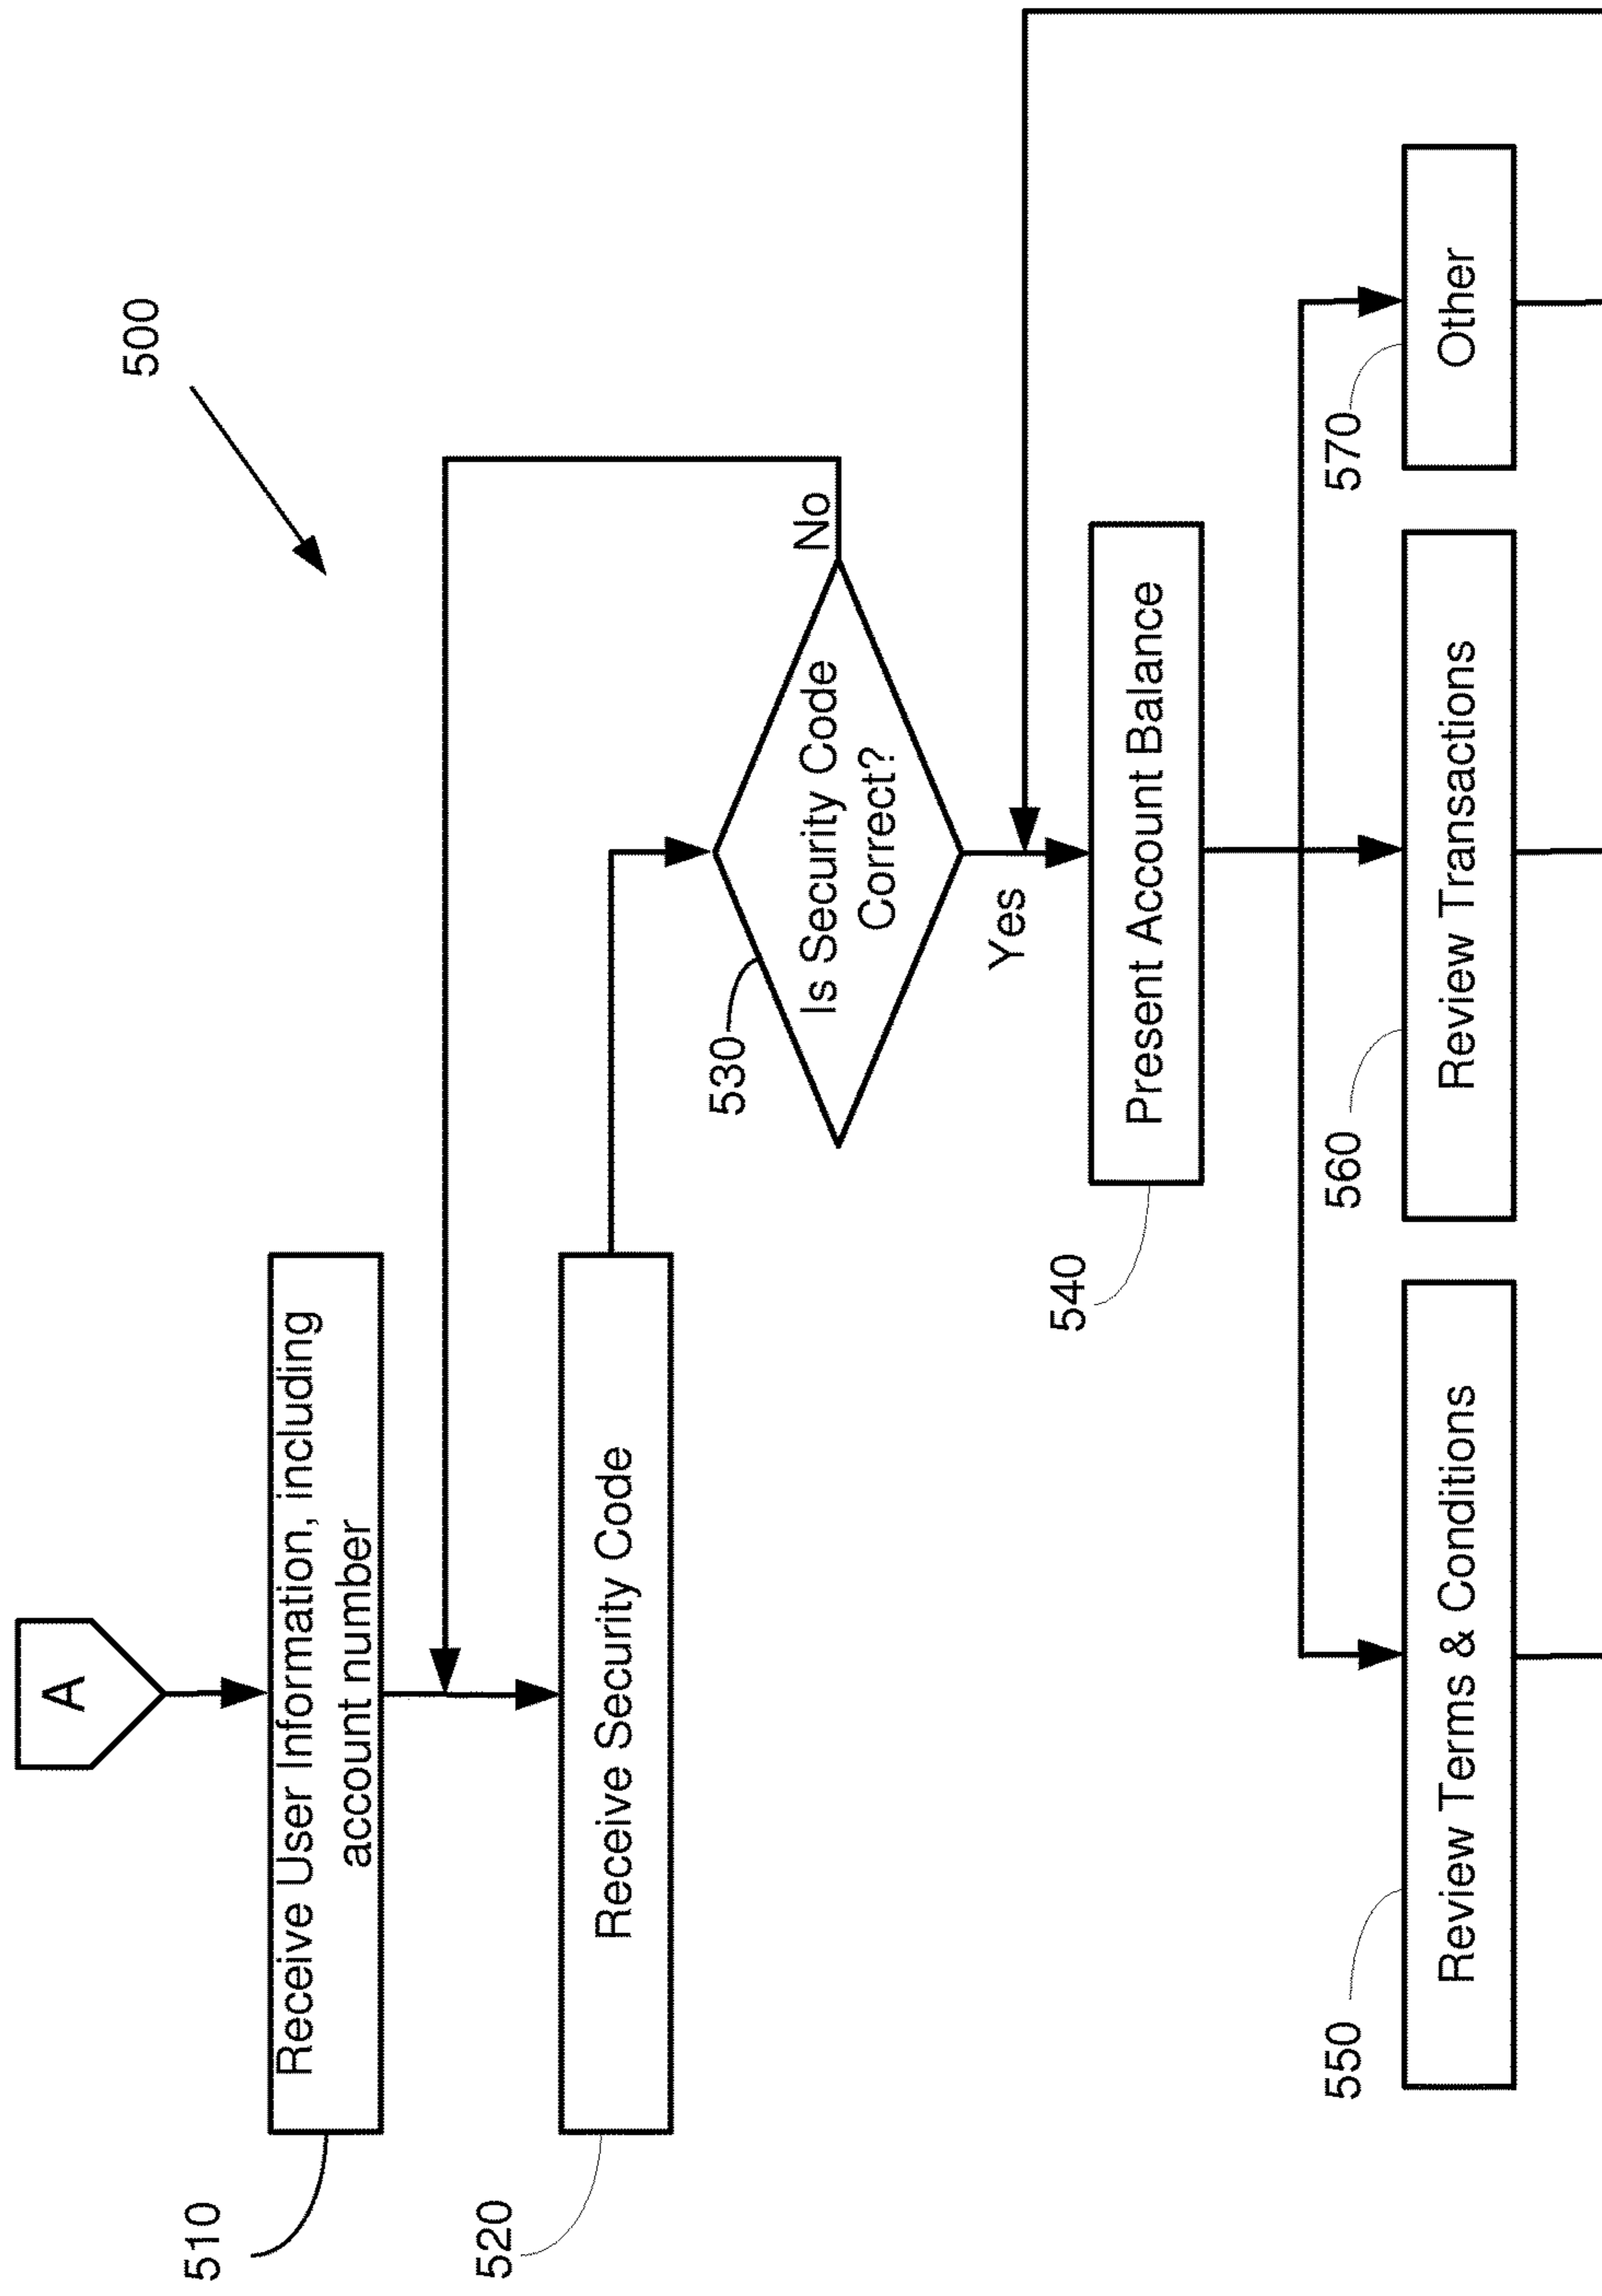 500
A
510
Receive User Information, including
account number
520
Receive Security Code
530
Is Security Code
Correct?
No
Yes
540
Present Account Balance
550
Review Terms & Conditions
560
Review Transactions
570
Other